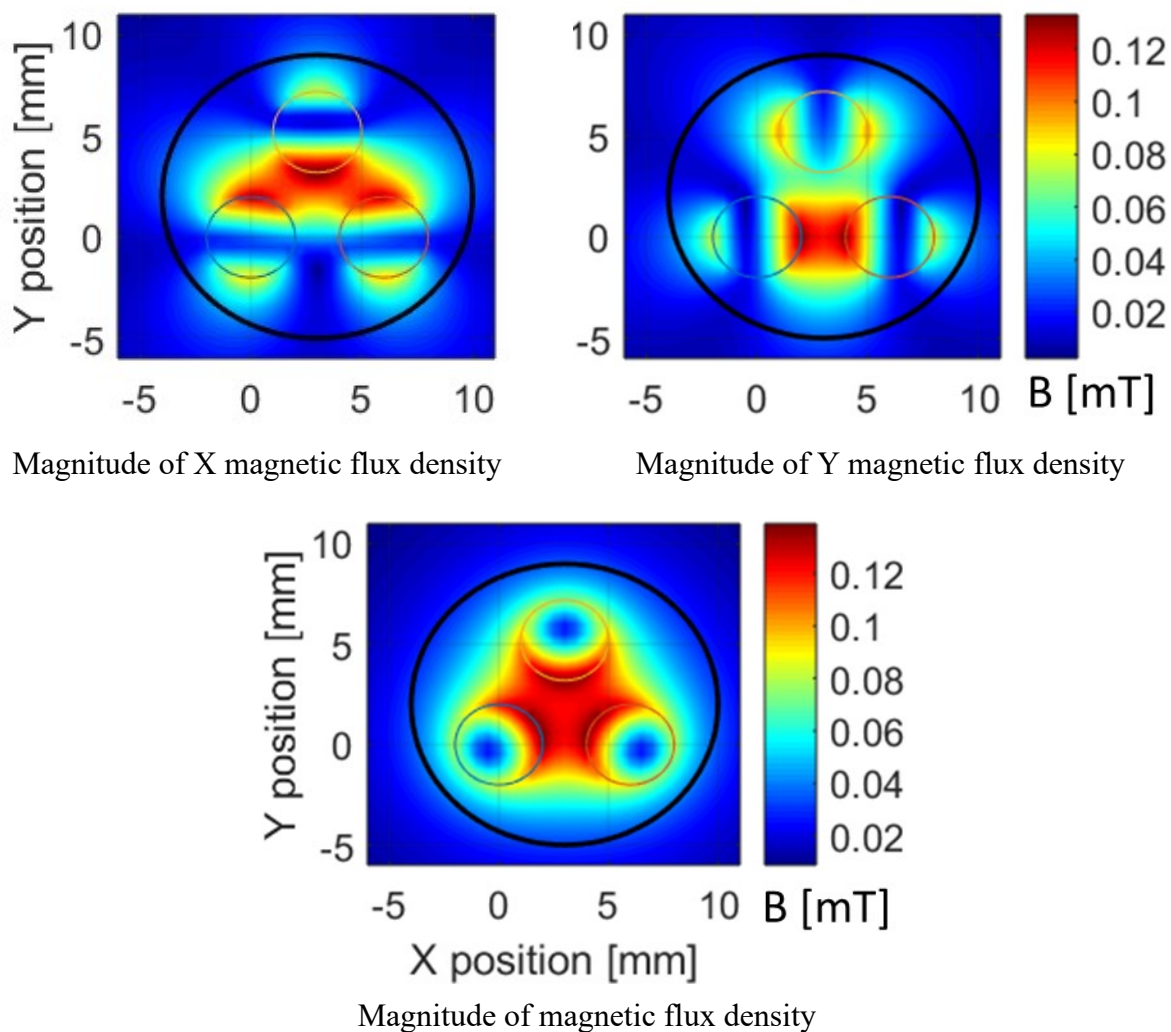 10
5
0
-5
Y position [mm]
-5 0 5 10
Magnitude of X magnetic flux density
10
5
0
-5
-5 0 5 10
0.12
0.1
0.08
0.06
0.04
0.02
B [mT]
Magnitude of Y magnetic flux density
10
5
0
-5
Y position [mm]
-5 0 5 10
X position [mm]
0.12
0.1
0.08
0.06
0.04
0.02
B [mT]
Magnitude of magnetic flux density